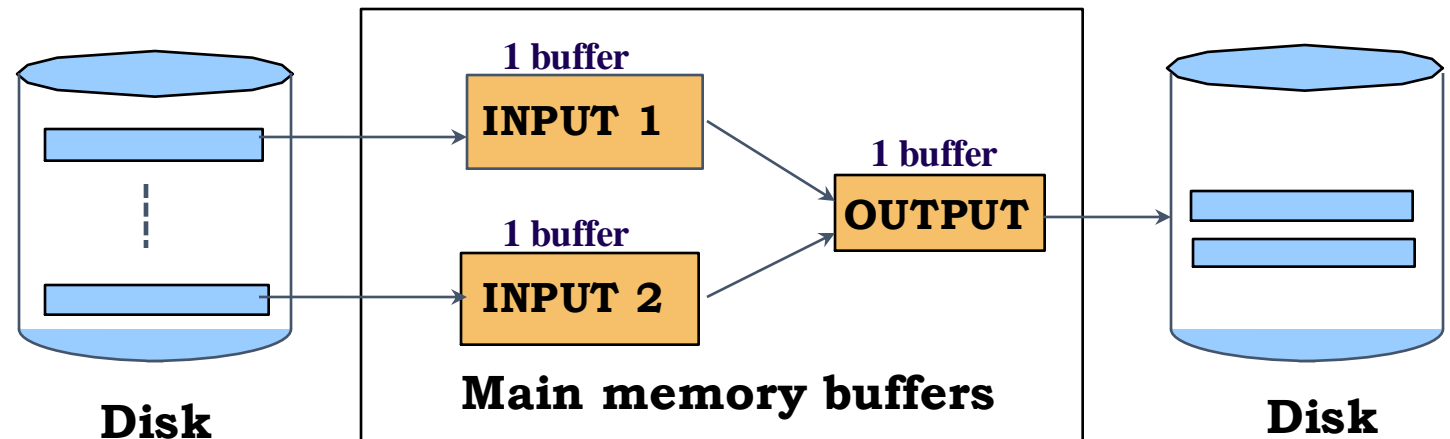 1 buffer
INPUT 1
1 buffer
OUTPUT
1 buffer
INPUT 2
Main memory buffers
Disk
Disk